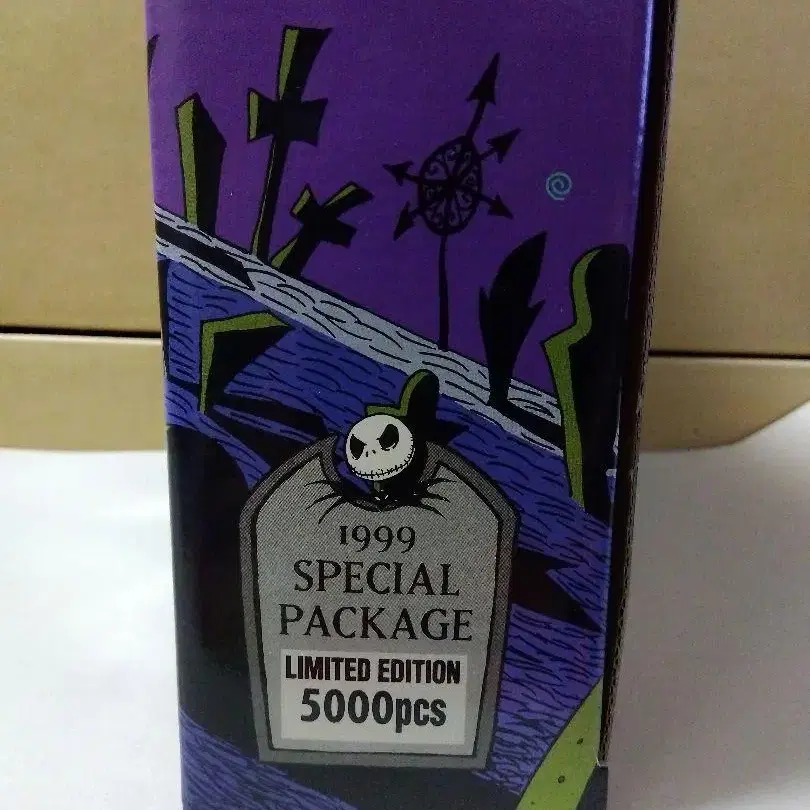 1999
SPECIAL
PACKAGE
LIMITED EDITION
5000pcs